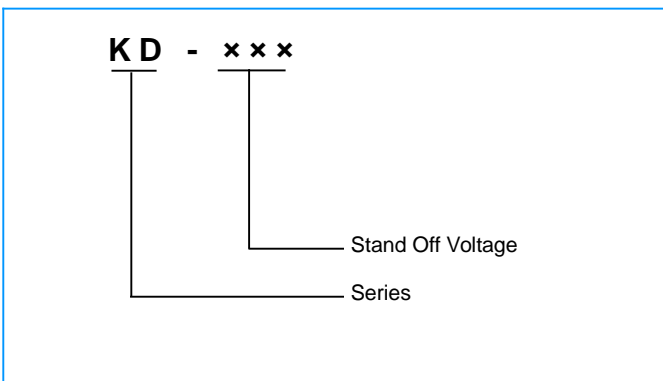 KD - ×××
Stand Off Voltage
Series